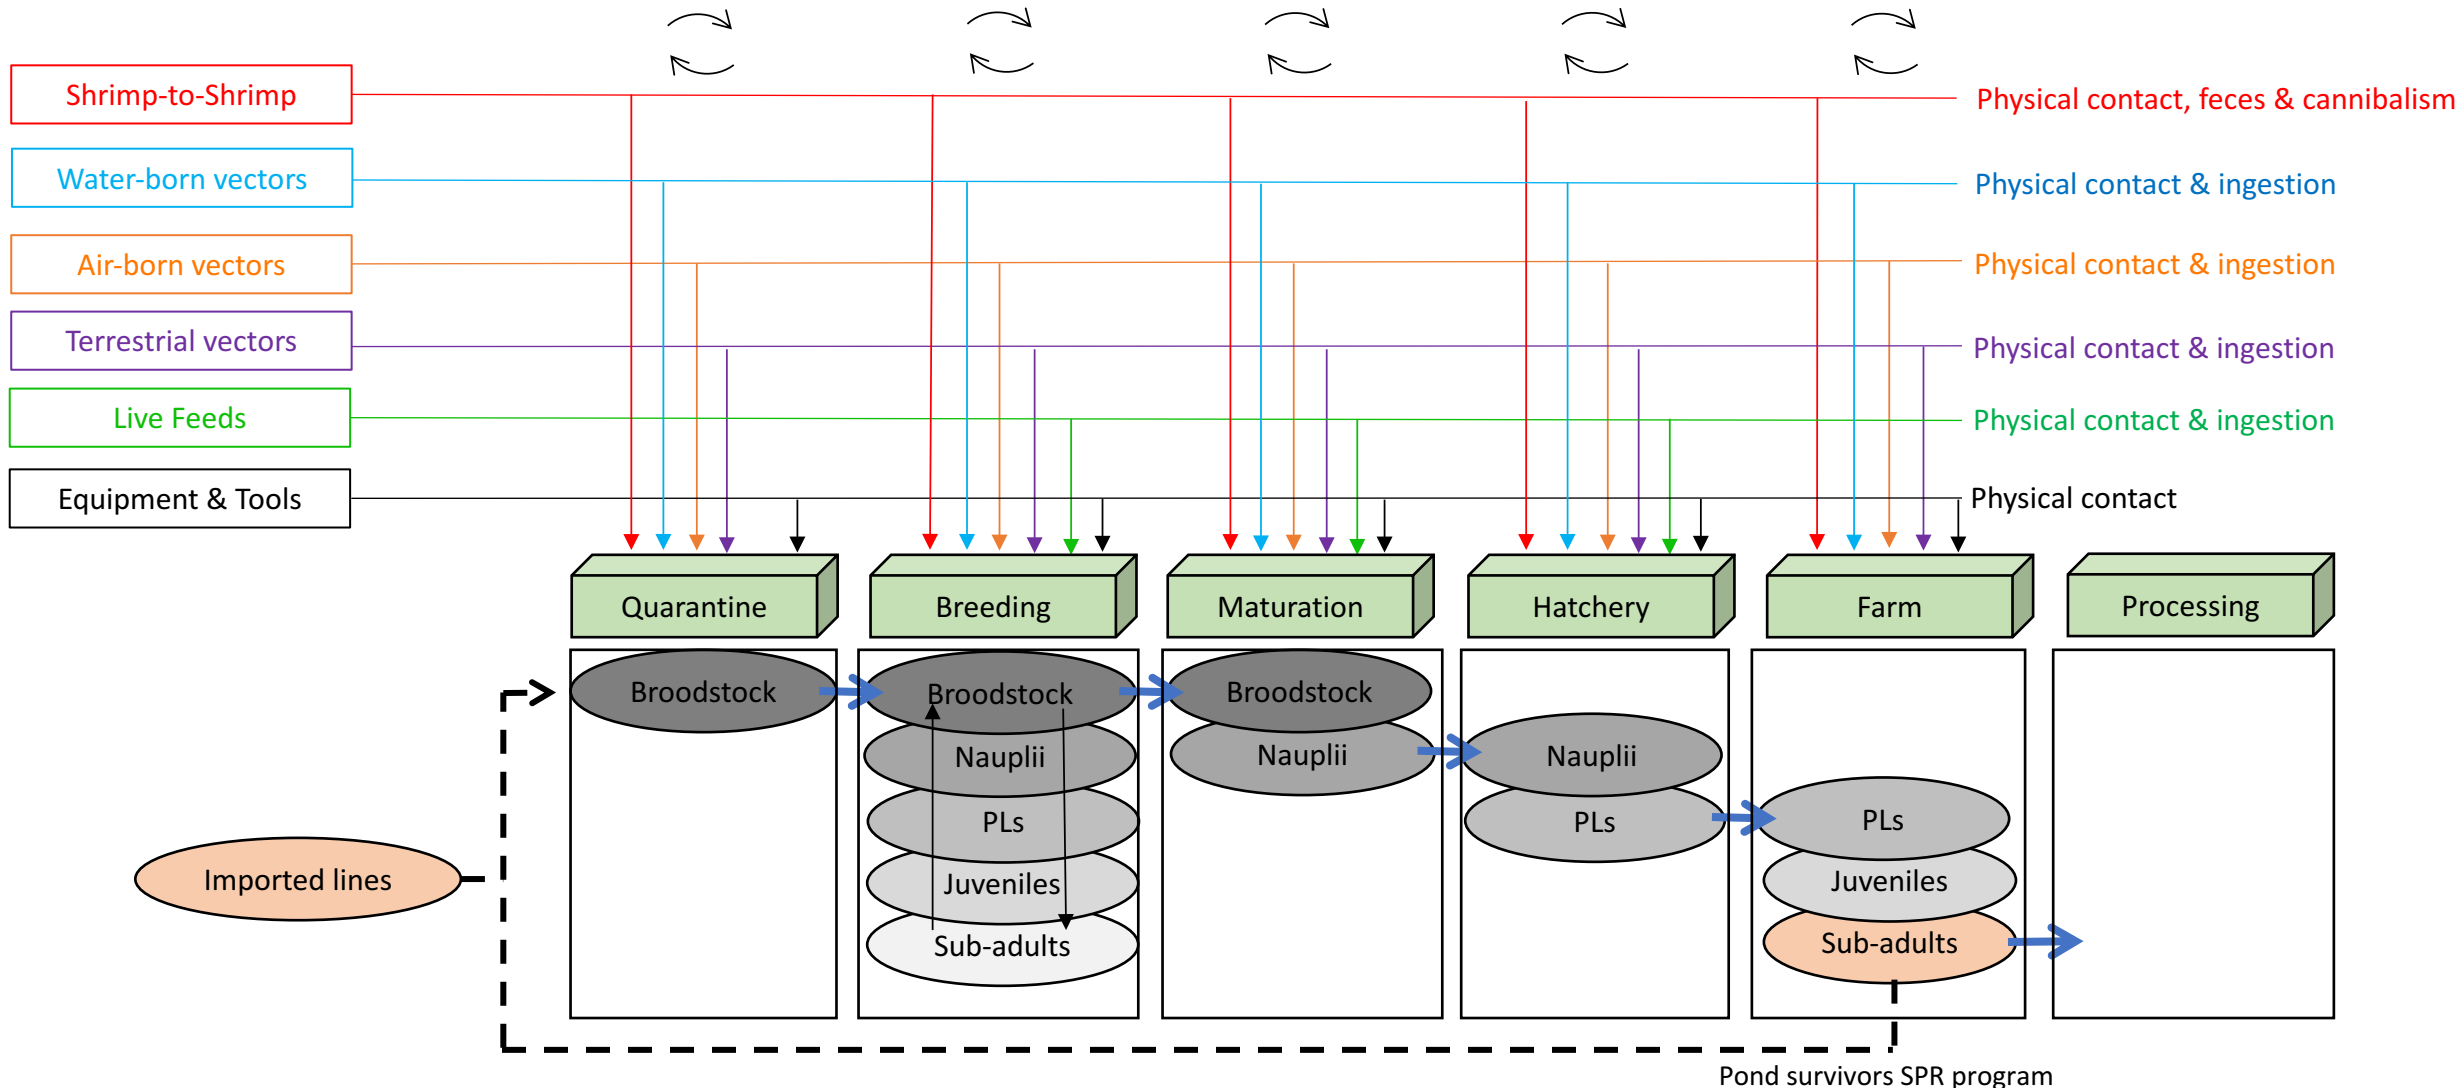 Shrimp-to-Shrimp
Physical contact, feces & cannibalism
Water-born vectors
Physical contact & ingestion
Air-born vectors
Physical contact & ingestion
Terrestrial vectors
Physical contact & ingestion
Live Feeds
Physical contact & ingestion
Equipment & Tools
Physical contact
Quarantine
Breeding
Maturation
Hatchery
Farm
Processing
Broodstock
Broodstock
Broodstock
Nauplii
Nauplii
Nauplii
PLs
PLs
PLs
Imported lines
Juveniles
Juveniles
Sub-adults
Sub-adults
Pond survivors SPR program